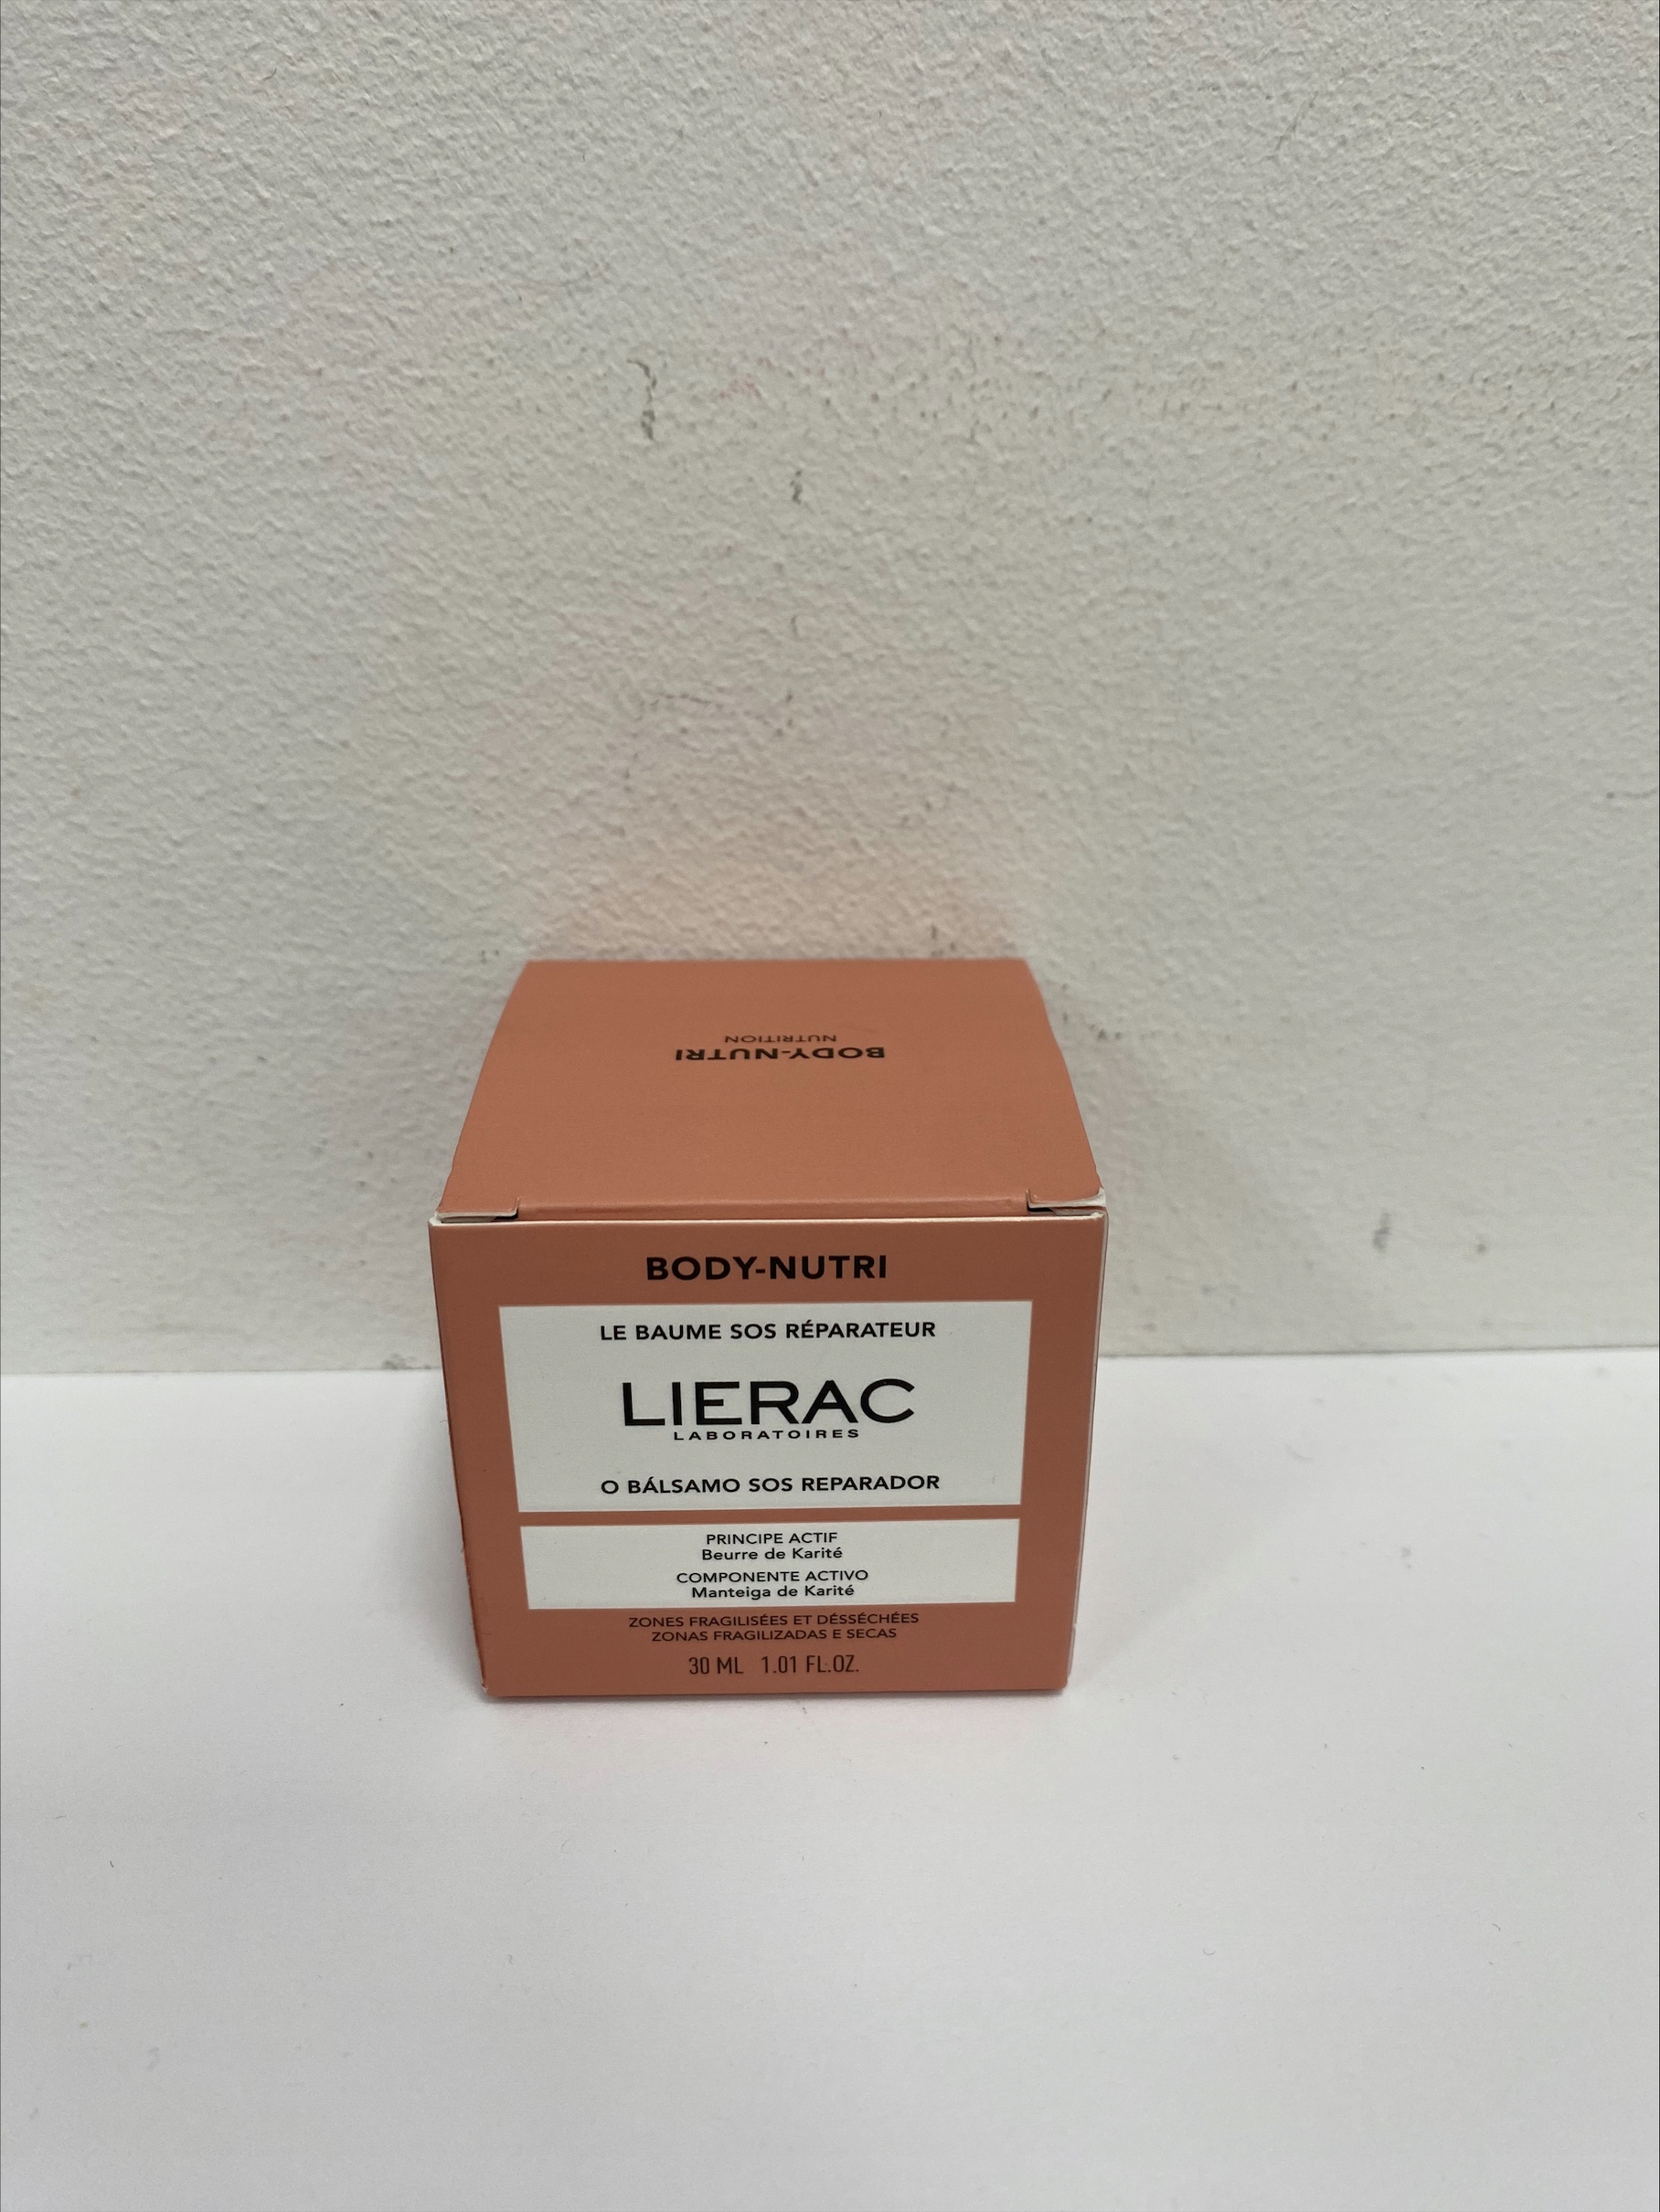 BODY-NUTRI
NUTRITION
BODY-NUTRI
LE BAUME SOS RÉPARATEUR
LIERAC
LABORATOIRES
O BÁLSAMO SOS REPARADOR
PRINCIPE ACTIF
Beurre de Karité
COMPONENTE ACTIVO
Manteiga de Karité
ZONES FRAGILISÉES ET DÉSSÉCHÉES
ZONAS FRAGILIZADAS E SECAS
30 ML 1.01 FL.OZ.